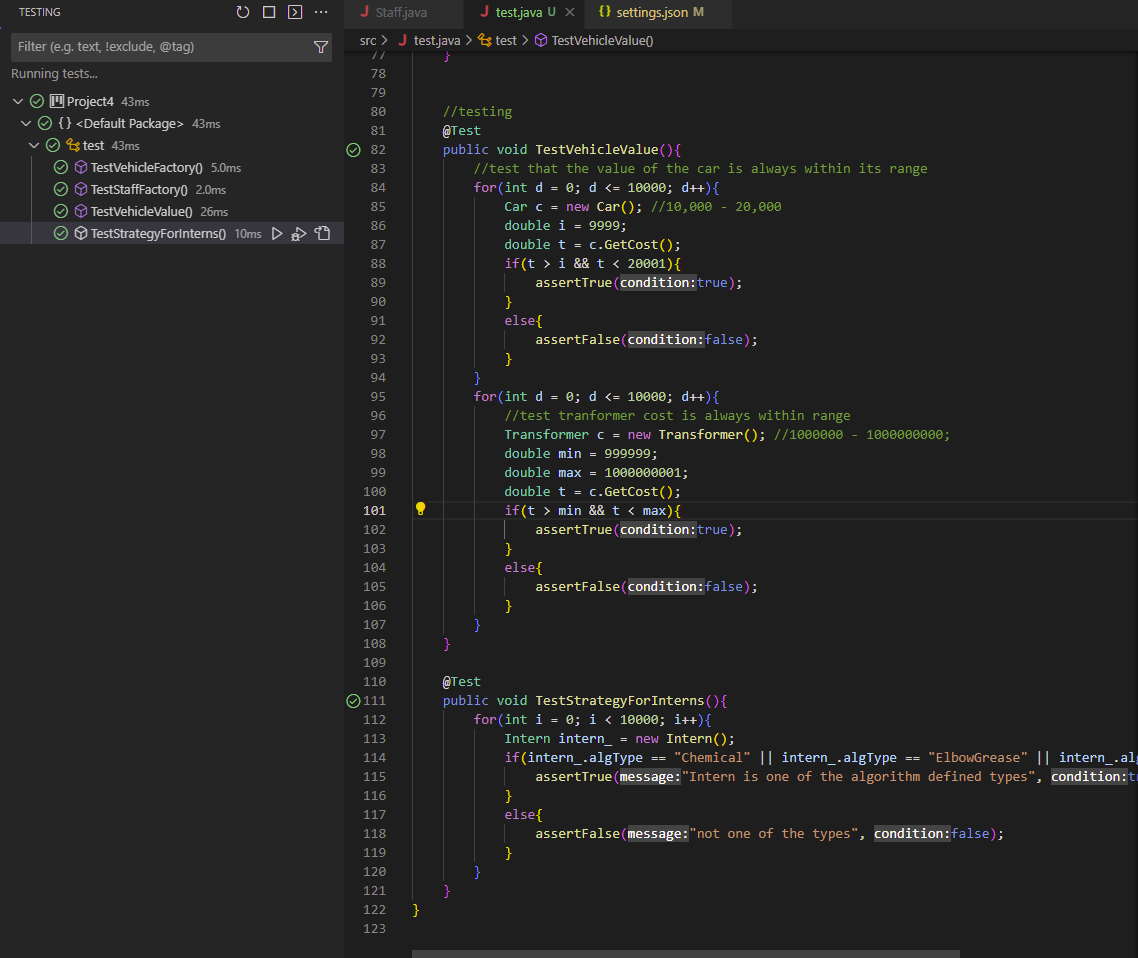 TESTING
Staff.java
test.java U
settings.json M
Filter (e.g. text, !exclude, @tag)
src > test.java > test > TestVehicleValue()
Running tests...
Project4 43ms
{} <Default Package> 43ms
test 43ms
TestVehicleFactory() 5.0ms
TestStaffFactory() 2.0ms
TestVehicleValue() 26ms
TestStrategyForInterns() 10ms
77 }
78
79
80 //testing
81 @Test
82 public void TestVehicleValue(){
83 //test that the value of the car is always within its range
84 for(int d = 0; d <= 10000; d++){
85 Car c = new Car(); //10,000 - 20,000
86 double i = 9999;
87 double t = c.GetCost();
88 if(t > i && t < 20001){
89 assertTrue(condition:true);
90 }
91 else{
92 assertFalse(condition:false);
93 }
94 }
95 for(int d = 0; d <= 10000; d++){
96 //test tranformer cost is always within range
97 Transformer c = new Transformer(); //1000000 - 1000000000;
98 double min = 999999;
99 double max = 1000000001;
100 double t = c.GetCost();
101 if(t > min && t < max){
102 assertTrue(condition:true);
103 }
104 else{
105 assertFalse(condition:false);
106 }
107 }
108 }
109
110 @Test
111 public void TestStrategyForInterns(){
112 for(int i = 0; i < 10000; i++){
113 Intern intern_ = new Intern();
114 if(intern_.algType == "Chemical" || intern_.algType == "ElbowGrease" || intern_.alg
115 assertTrue(message:"Intern is one of the algorithm defined types", condition:t
116 }
117 else{
118 assertFalse(message:"not one of the types", condition:false);
119 }
120 }
121 }
122 }
123